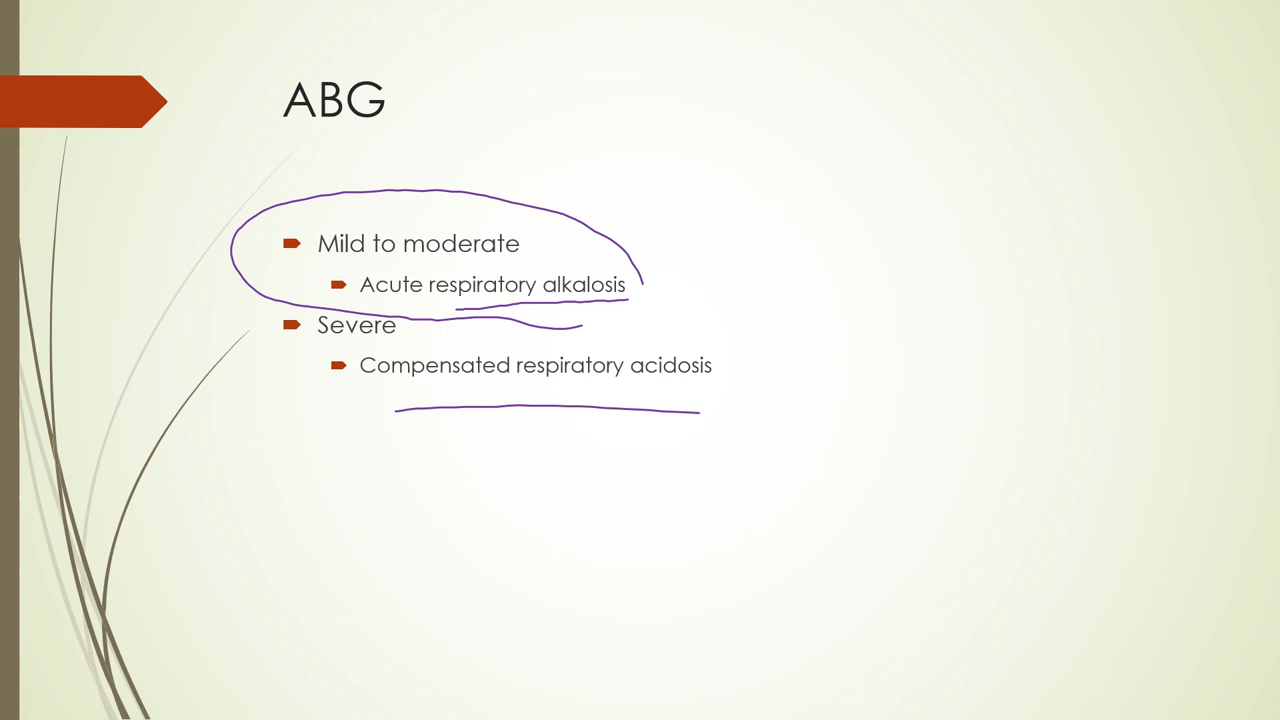 ABG
Mild to moderate
Acute respiratory alkalosis
Severe
Compensated respiratory acidosis